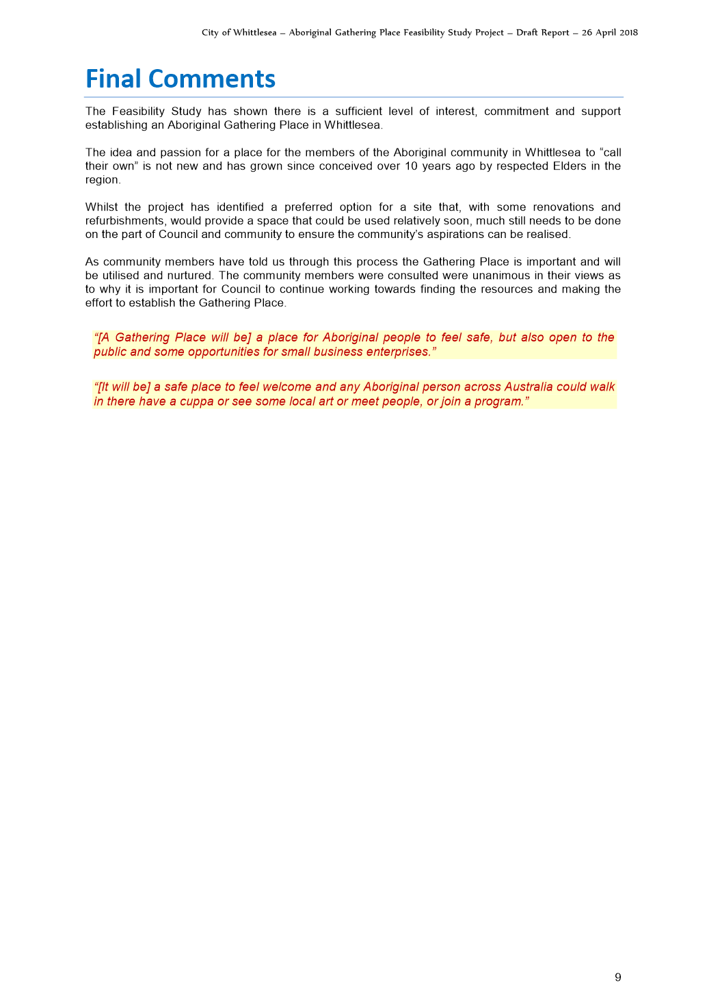 City of Whittlesea – Aboriginal Gathering Place Feasibility Study Project – Draft Report – 26 April 2018
Final Comments
The Feasibility Study has shown there is a sufficient level of interest, commitment and support
establishing an Aboriginal Gathering Place in Whittlesea.
The idea and passion for a place for the members of the Aboriginal community in Whittlesea to “call
their own” is not new and has grown since conceived over 10 years ago by respected Elders in the
region.
Whilst the project has identified a preferred option for a site that, with some renovations and
refurbishments, would provide a space that could be used relatively soon, much still needs to be done
on the part of Council and community to ensure the community’s aspirations can be realised.
As community members have told us through this process the Gathering Place is important and will
be utilised and nurtured. The community members were consulted were unanimous in their views as
to why it is important for Council to continue working towards finding the resources and making the
effort to establish the Gathering Place.
“[A Gathering Place will be] a place for Aboriginal people to feel safe, but also open to the
public and some opportunities for small business enterprises.”
“[It will be] a safe place to feel welcome and any Aboriginal person across Australia could walk
in there have a cuppa or see some local art or meet people, or join a program.”
9